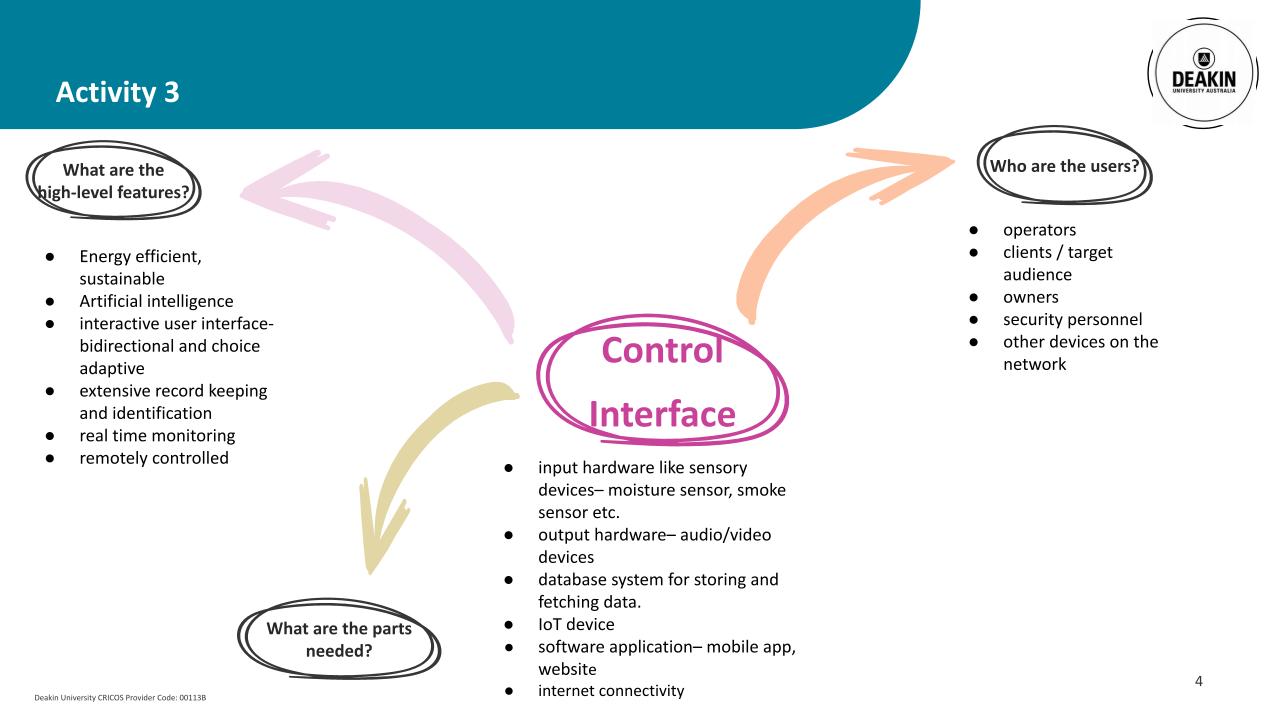 Activity 3
DEAKIN
UNIVERSITY AUSTRALIA
What are the
high-level features?
● Energy efficient,
sustainable
● Artificial intelligence
● interactive user interface-
bidirectional and choice
adaptive
● extensive record keeping
and identification
● real time monitoring
● remotely controlled
Who are the users?
● operators
● clients / target
audience
● owners
● security personnel
● other devices on the
network
Control
Interface
What are the parts
needed?
● input hardware like sensory
devices– moisture sensor, smoke
sensor etc.
● output hardware– audio/video
devices
● database system for storing and
fetching data.
● IoT device
● software application– mobile app,
website
● internet connectivity
Deakin University CRICOS Provider Code: 00113B
4